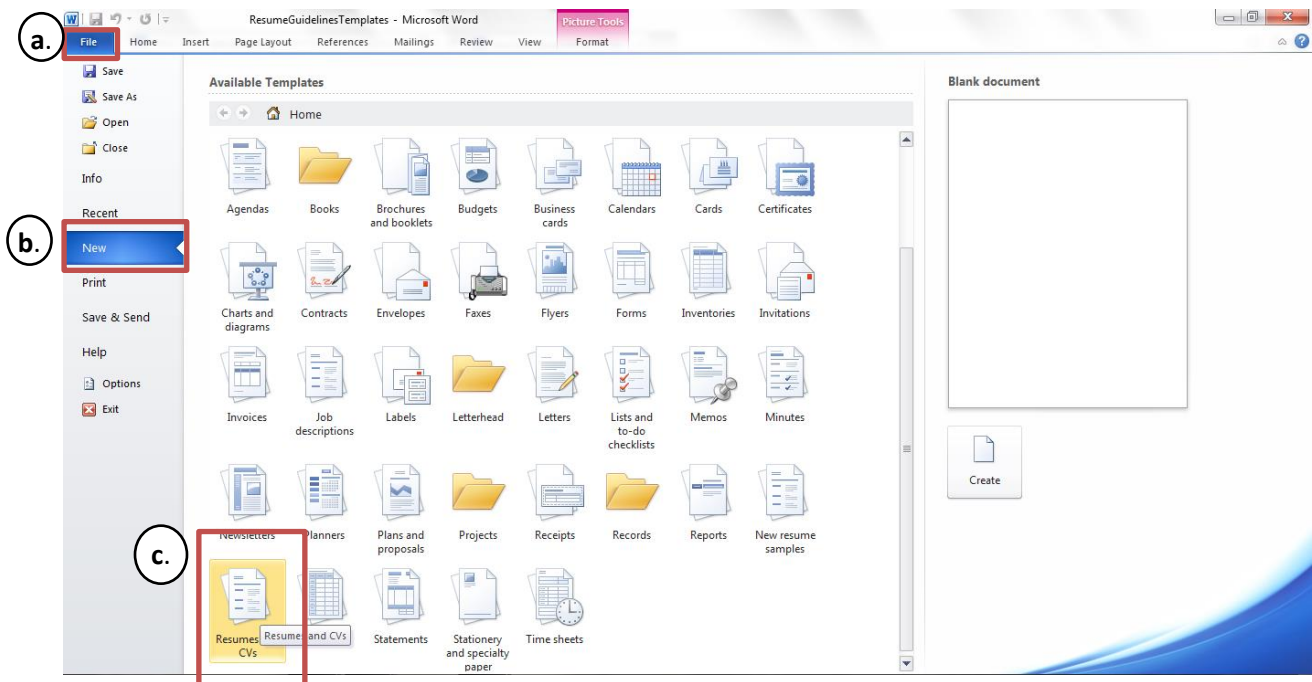 ResumeGuidelinesTemplates - Microsoft Word
Picture Tools
a.
File Home Insert Page Layout References Mailings Review View Format
Save
Save As
Open
Close
Info
Recent
b.
New
Print
Save & Send
Help
Options
Exit
Available Templates
Home
Agendas
Books
Brochures
and booklets
Budgets
Business
cards
Calendars
Cards
Certificates
Charts and
diagrams
Contracts
Envelopes
Faxes
Flyers
Forms
Inventories
Invitations
Invoices
Job
descriptions
Labels
Letterhead
Letters
Lists and
to-do
checklists
Memos
Minutes
Newsletters
Planners
Plans and
proposals
Projects
Receipts
Records
Reports
New resume
samples
c.
Resumes
CVs
Resumes and CVs
Statements
Stationery
and specialty
paper
Time sheets
Blank document
Create